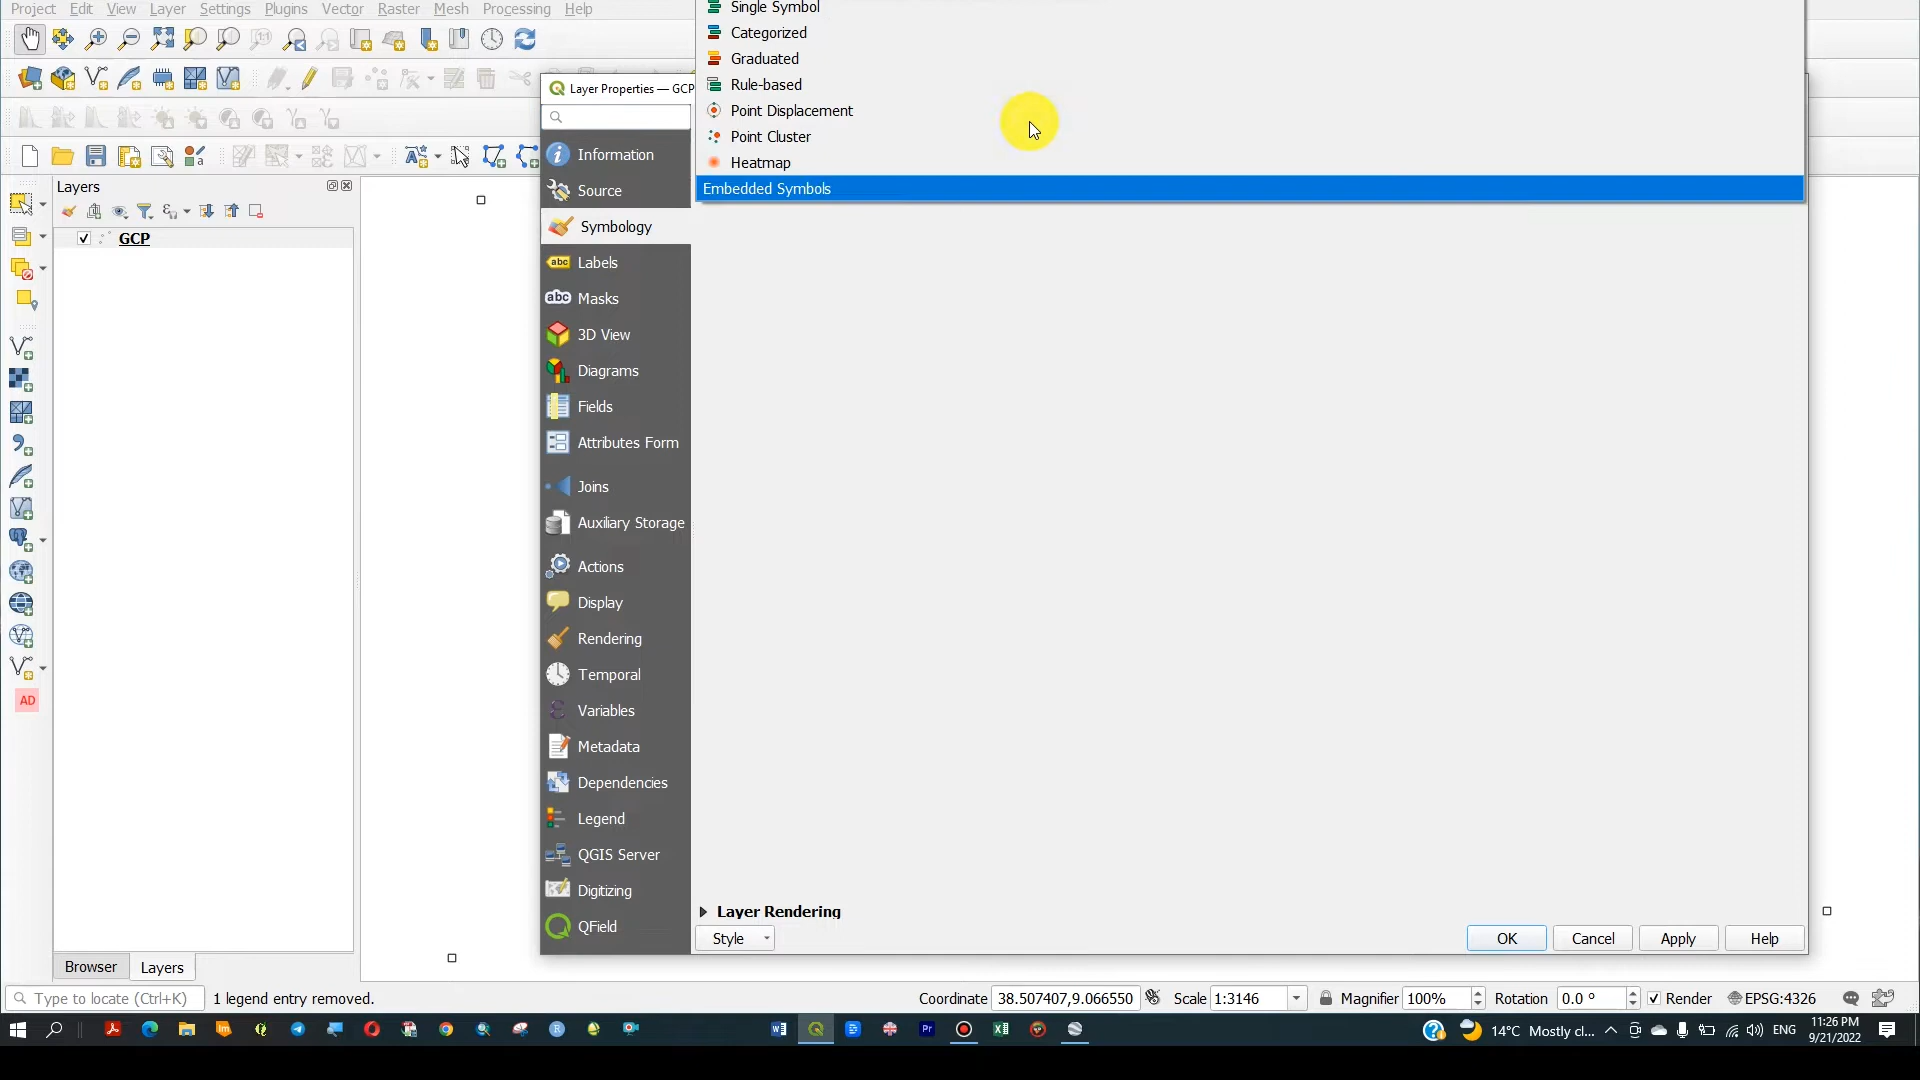 Project Edit View Layer Settings Plugins Vector Raster Mesh Processing Help
Single Symbol
Categorized
Graduated
Rule-based
Point Displacement
Point Cluster
Heatmap
Embedded Symbols
Layer Properties — GCP
Layers
GCP
Information
Source
Symbology
abc Labels
abc Masks
3D View
Diagrams
Fields
Attributes Form
Joins
Auxiliary Storage
Actions
Display
Rendering
Temporal
Variables
Metadata
Dependencies
Legend
QGIS Server
Digitizing
QField
AD
Layer Rendering
Style
OK Cancel Apply Help
Browser Layers
Type to locate (Ctrl+K) 1 legend entry removed. Coordinate 38.507407,9.066550 Scale 1:3146 Magnifier 100% Rotation 0.0 ° Render EPSG:4326
14°C Mostly cl... ENG 11:26 PM
9/21/2022